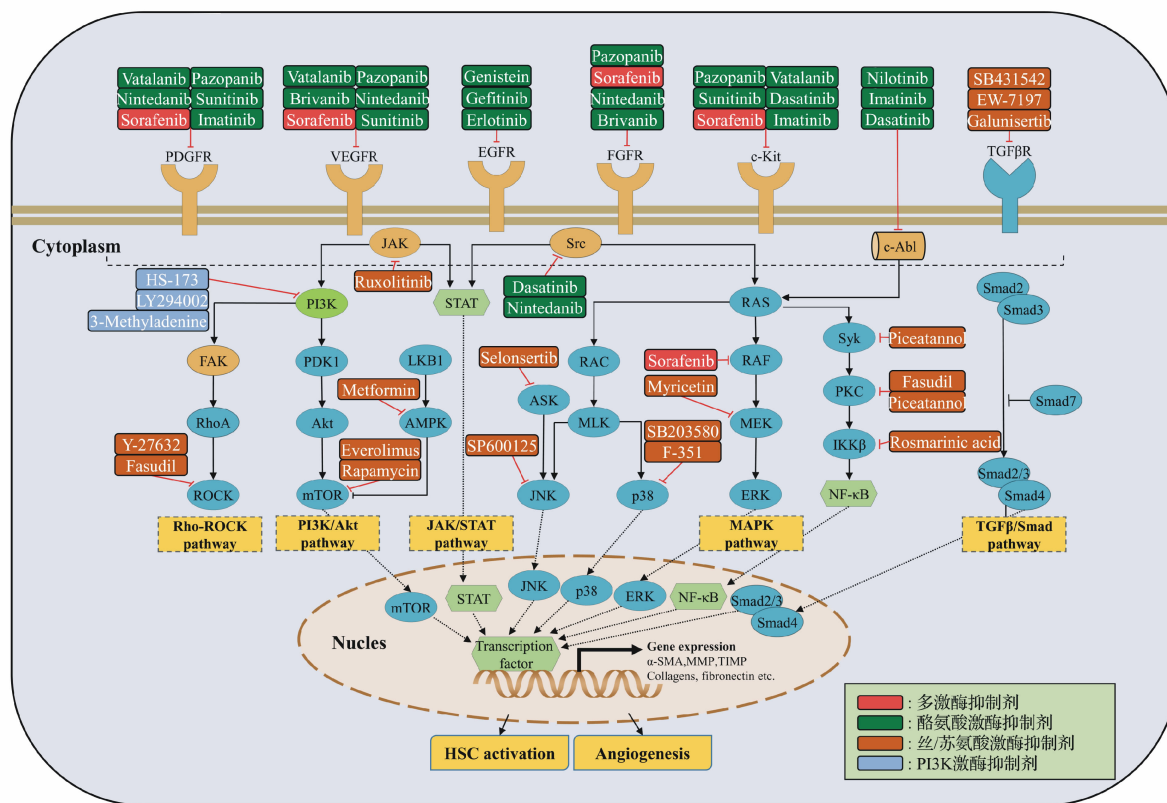 Vatalanib Pazopanib
Nintedanib Sunitinib
Sorafenib Imatinib
PDGFR
Vatalanib Pazopanib
Brivanib Nintedanib
Sorafenib Sunitinib
VEGFR
Genistein
Gefitinib
Erlotinib
EGFR
Pazopanib
Sorafenib
Nintedanib
Brivanib
FGFR
Pazopanib Vatalanib
Sunitinib Dasatinib
Sorafenib Imatinib
c-Kit
Nilotinib
Imatinib
Dasatinib
SB431542
EW-7197
Galunisertib
TGFβR
Cytoplasm
JAK
Src
c-Abl
HS-173
LY294002
3-Methyladenine
Ruxolitinib
Dasatinib
Nintedanib
PI3K
STAT
RAS
Smad2
Smad3
FAK
PDK1
LKB1
Selonsertib
RAC
Sorafenib
RAF
Syk
Piceatannol
Metformin
ASK
Myricetin
PKC
Fasudil
Piceatannol
Smad7
RhoA
Akt
AMPK
MLK
MEK
Y-27632
Fasudil
Everolimus
Rapamycin
SP600125
SB203580
F-351
IKKβ
Rosmarinic acid
Smad2/3
Smad4
ROCK
mTOR
JNK
p38
ERK
NF-κB
Rho-ROCK
pathway
PI3K/Akt
pathway
JAK/STAT
pathway
MAPK
pathway
TGFβ/Smad
pathway
mTOR
STAT
JNK
p38
ERK
NF-κB
Smad2/3
Smad4
Nucles
Transcription
factor
Gene expression
α-SMA,MMP,TIMP
Collagens, fibronectin etc.
HSC activation
Angiogenesis
: 多激酶抑制剂
: 酪氨酸激酶抑制剂
: 丝/苏氨酸激酶抑制剂
: PI3K激酶抑制剂